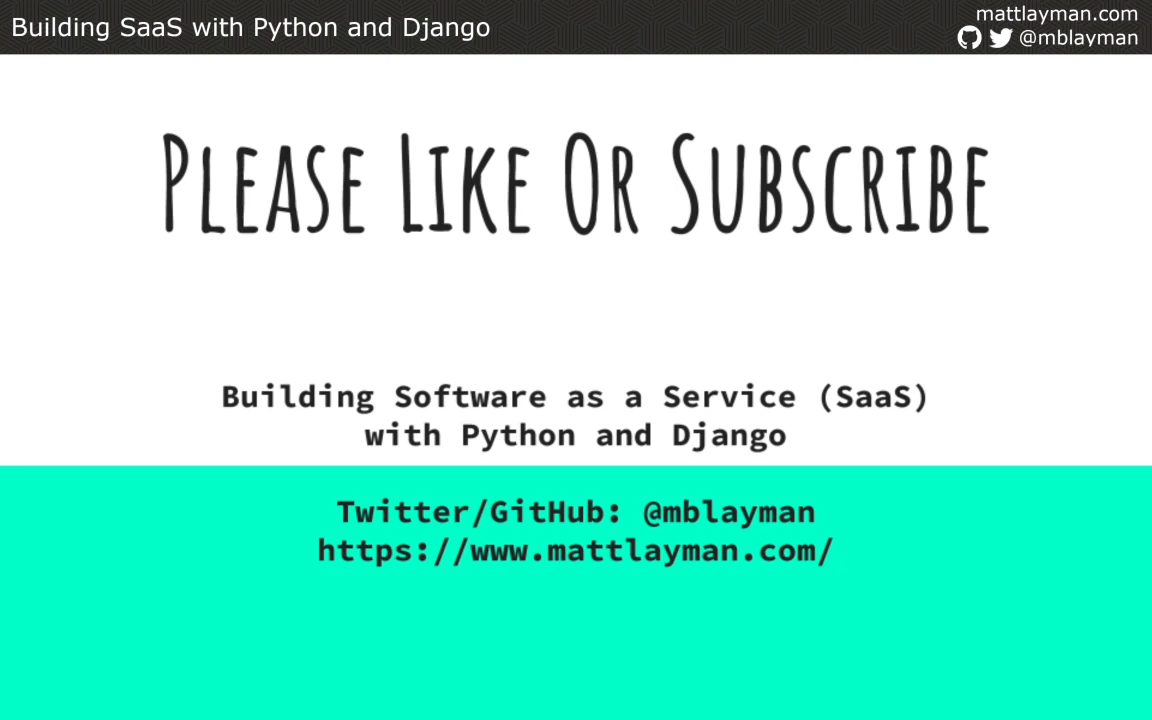 Building SaaS with Python and Django
mattlayman.com
@mblayman
Please Like Or Subscribe
Building Software as a Service (SaaS)
with Python and Django
Twitter/GitHub: @mblayman
https://www.mattlayman.com/